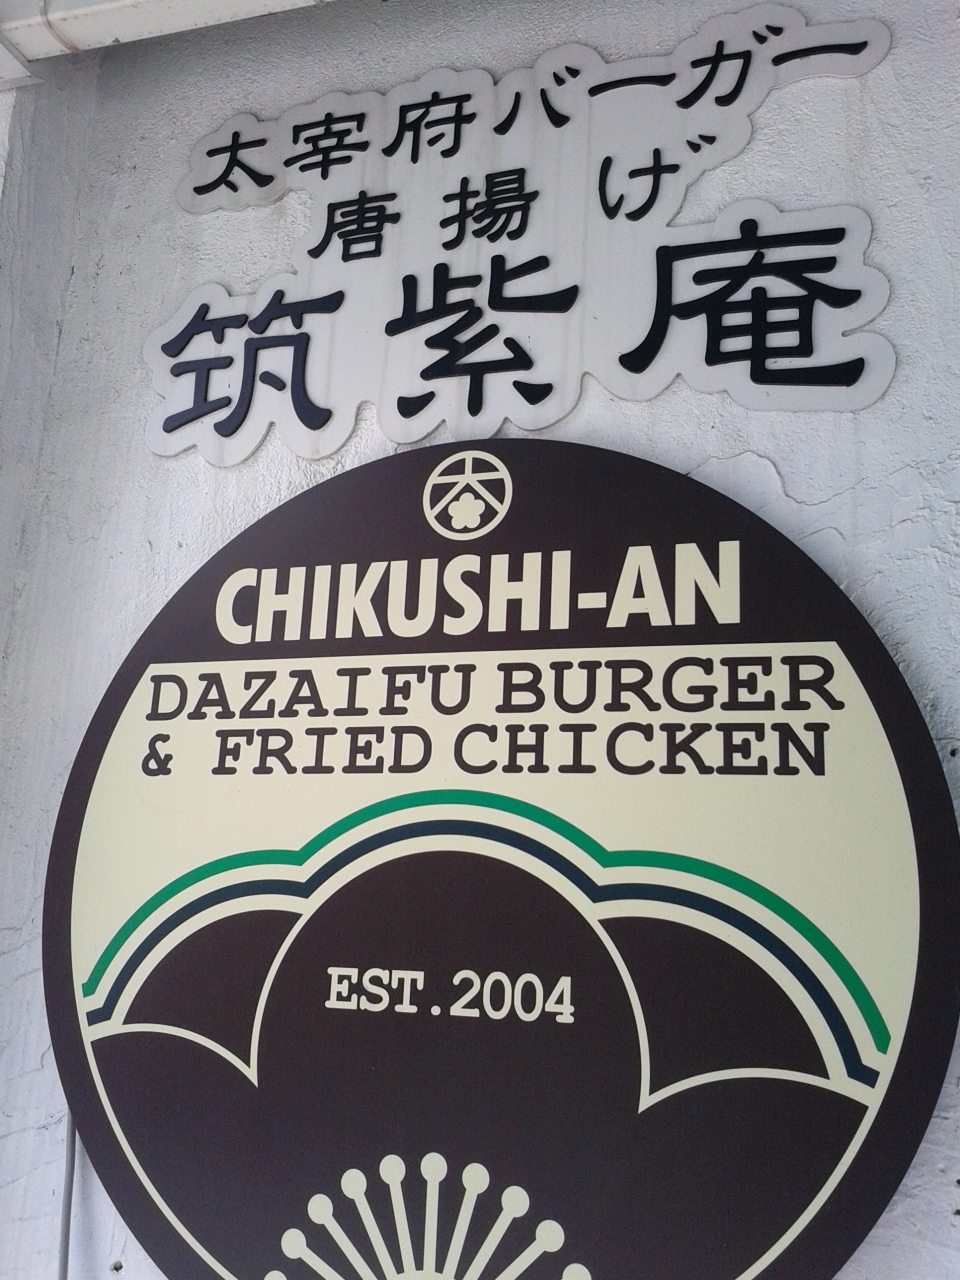 太宰府バーガー
唐揚げ
筑紫庵
大
CHIKUSHI-AN
DAZAIFU BURGER
& FRIED CHICKEN
EST.2004